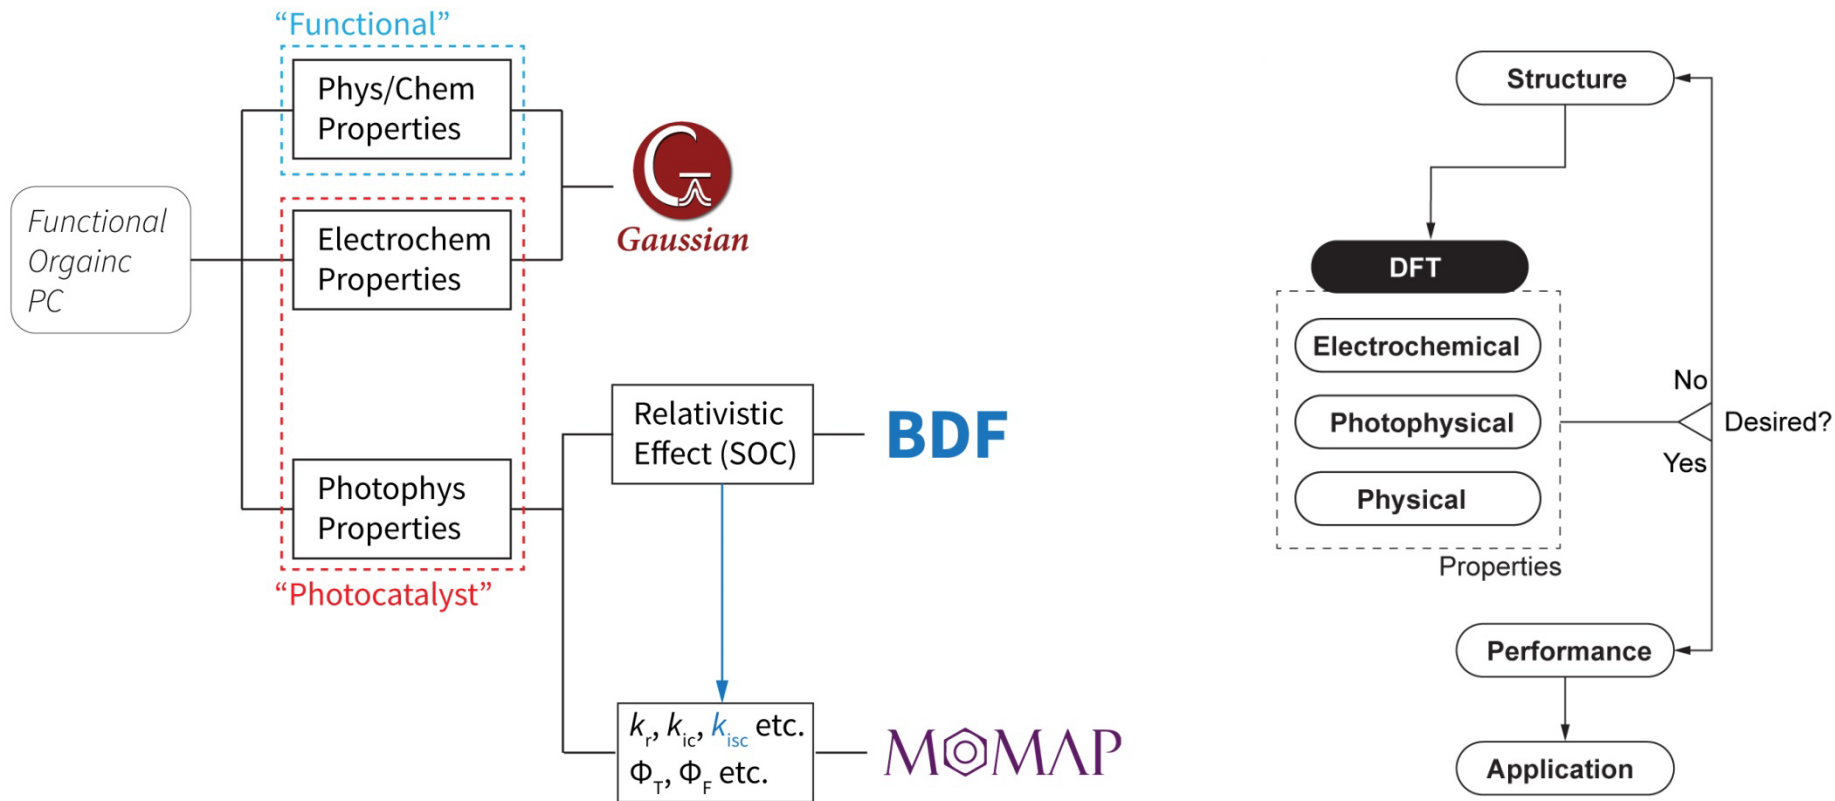 “Functional”
Phys/Chem
Properties
Functional
Orgainc
PC
Electrochem
Properties
Gaussian
Relativistic
Effect (SOC)
BDF
Photophys
Properties
“Photocatalyst”
kr, kic, kisc etc.
ΦT, ΦF etc.
MOMAP
Structure
DFT
Electrochemical
Photophysical
Physical
Properties
No
Desired?
Yes
Performance
Application